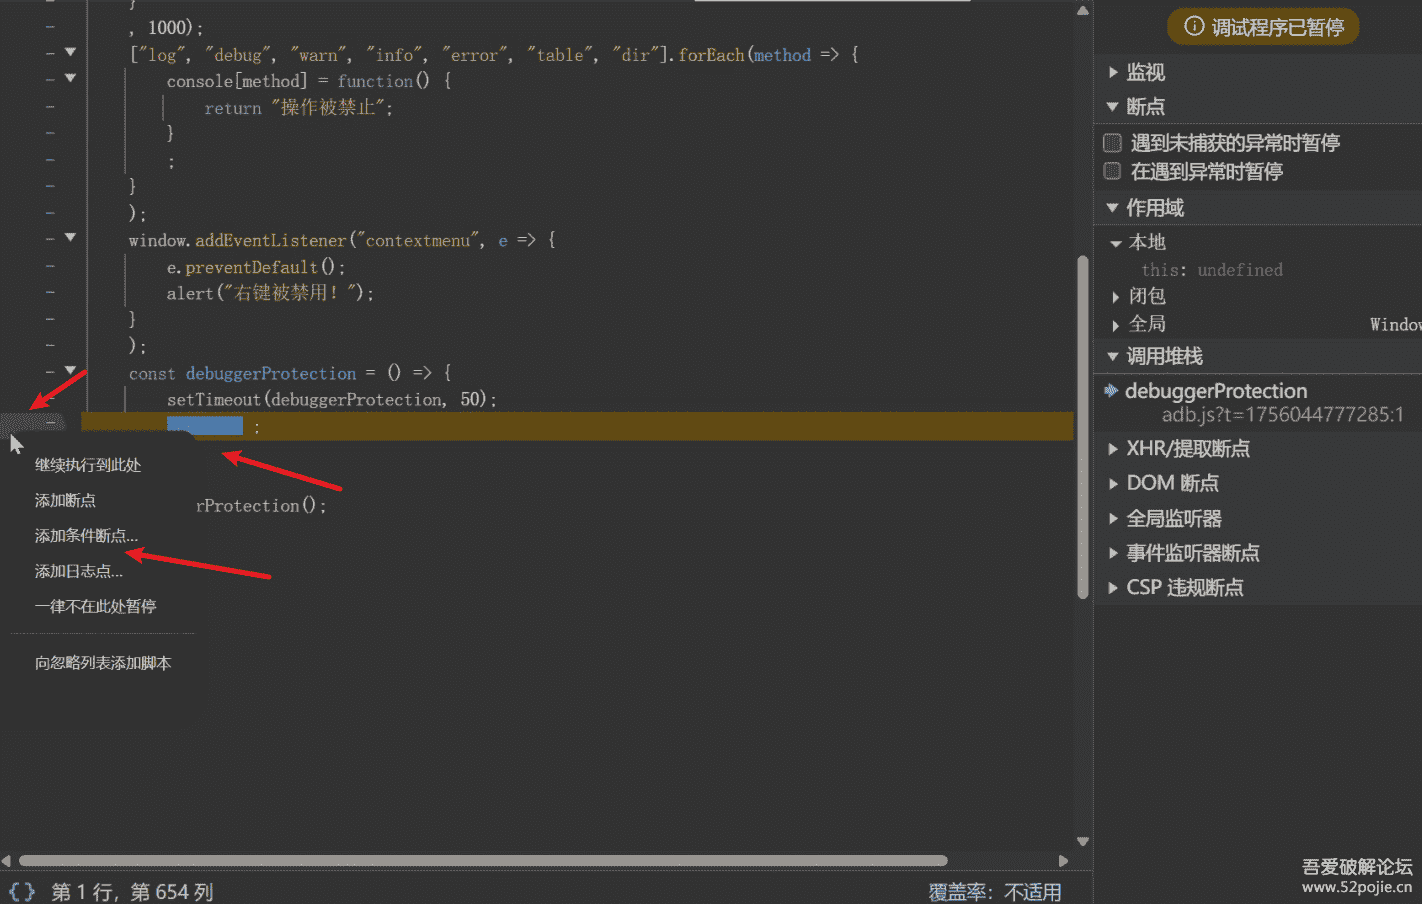 }
, 1000);
["log", "debug", "warn", "info", "error", "table", "dir"].forEach(method => {
console[method] = function() {
return "操作被禁止";
}
;
}
);
window.addEventListener("contextmenu", e => {
e.preventDefault();
alert("右键被禁用! ");
}
);
const debuggerProtection = () => {
setTimeout(debuggerProtection, 50);
;
rProtection();
继续执行到此处
添加断点
添加条件断点...
添加日志点...
一律不在此处暂停
向忽略列表添加脚本
{} 第 1 行，第 654 列
覆盖率：不适用
调试程序已暂停
监视
断点
遇到未捕获的异常时暂停
在遇到异常时暂停
作用域
本地
this: undefined
闭包
全局 Window
调用堆栈
debuggerProtection
adb.js?t=1756044777285:1
XHR/提取断点
DOM 断点
全局监听器
事件监听器断点
CSP 违规断点
吾爱破解论坛
www.52pojie.cn